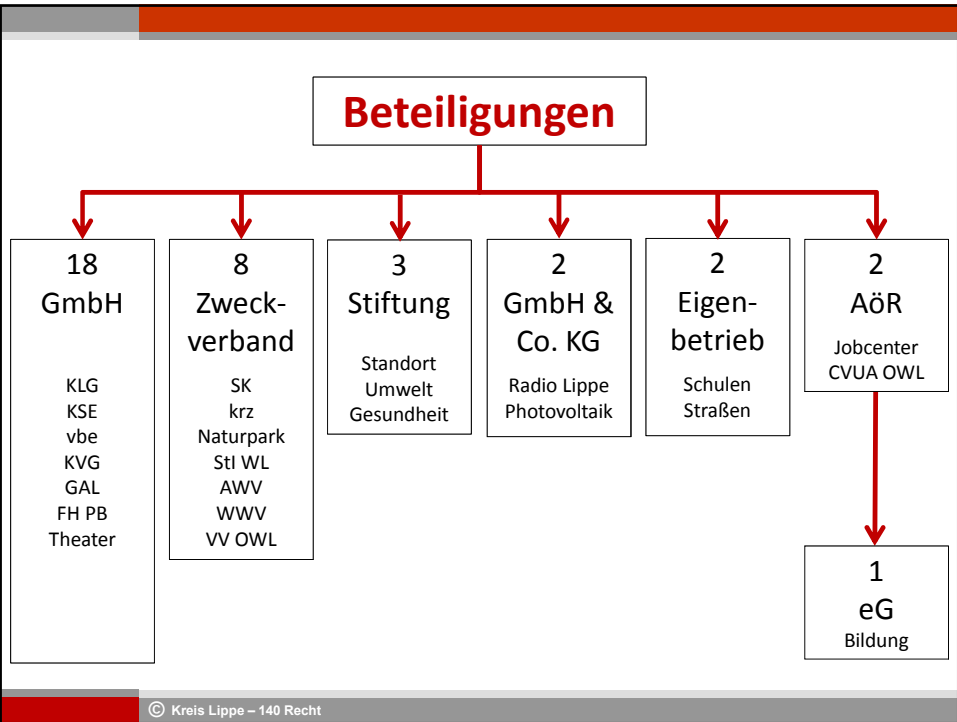 Beteiligungen
18
GmbH
KLG
KSE
vbe
KVG
GAL
FH PB
Theater
8
Zweck-
verband
SK
krz
Naturpark
StI WL
AWV
WWV
VV OWL
3
Stiftung
Standort
Umwelt
Gesundheit
2
GmbH &
Co. KG
Radio Lippe
Photovoltaik
2
Eigen-
betrieb
Schulen
Straßen
2
AöR
Jobcenter
CVUA OWL
1
eG
Bildung
© Kreis Lippe – 140 Recht